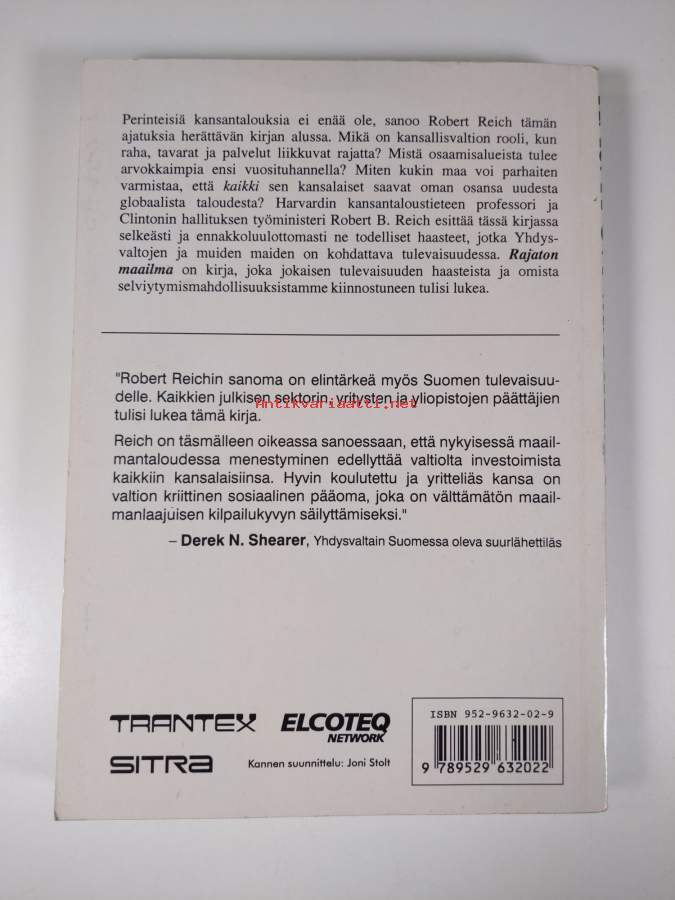 Perinteisiä kansantalouksia ei enää ole, sanoo Robert Reich tämän
ajatuksia herättävän kirjan alussa. Mikä on kansallisvaltion rooli, kun
raha, tavarat ja palvelut liikkuvat rajatta? Mistä osaamisalueista tulee
arvokkaimpia ensi vuosituhannella? Miten kukin maa voi parhaiten
varmistaa, että kaikki sen kansalaiset saavat oman osansa uudesta
globaalista taloudesta? Harvardin kansantaloustieteen professori ja
Clintonin hallituksen työministeri Robert B. Reich esittää tässä kirjassa
selkeästi ja ennakkoluulottomasti ne todelliset haasteet, jotka Yhdys-
valtojen ja muiden maiden on kohdattava tulevaisuudessa. Rajaton
maailma on kirja, joka jokaisen tulevaisuuden haasteista ja omista
selviytymismahdollisuuksistamme kiinnostuneen tulisi lukea.
"Robert Reichin sanoma on elintärkeä myös Suomen tulevaisuu-
delle. Kaikkien julkisen sektorin, yritysten ja yliopistojen päättäjien
Antikvariaatti.net
tulisi lukea tämä kirja.
Reich on täsmälleen oikeassa sanoessaan, että nykyisessä maail-
mantaloudessa menestyminen edellyttää valtiolta investoimista
kaikkiin kansalaisiinsa. Hyvin koulutettu ja yritteliäs kansa on
valtion kriittinen sosiaalinen pääoma, joka on välttämätön maail-
manlaajuisen kilpailukyvyn säilyttämiseksi."
– Derek N. Shearer, Yhdysvaltain Suomessa oleva suurlähettiläs
TRANTEX
ELCOTEQ
NETWORK
SITRA
Kannen suunnittelu: Joni Stolt
ISBN 952-9632-02-9
9 789529 632022